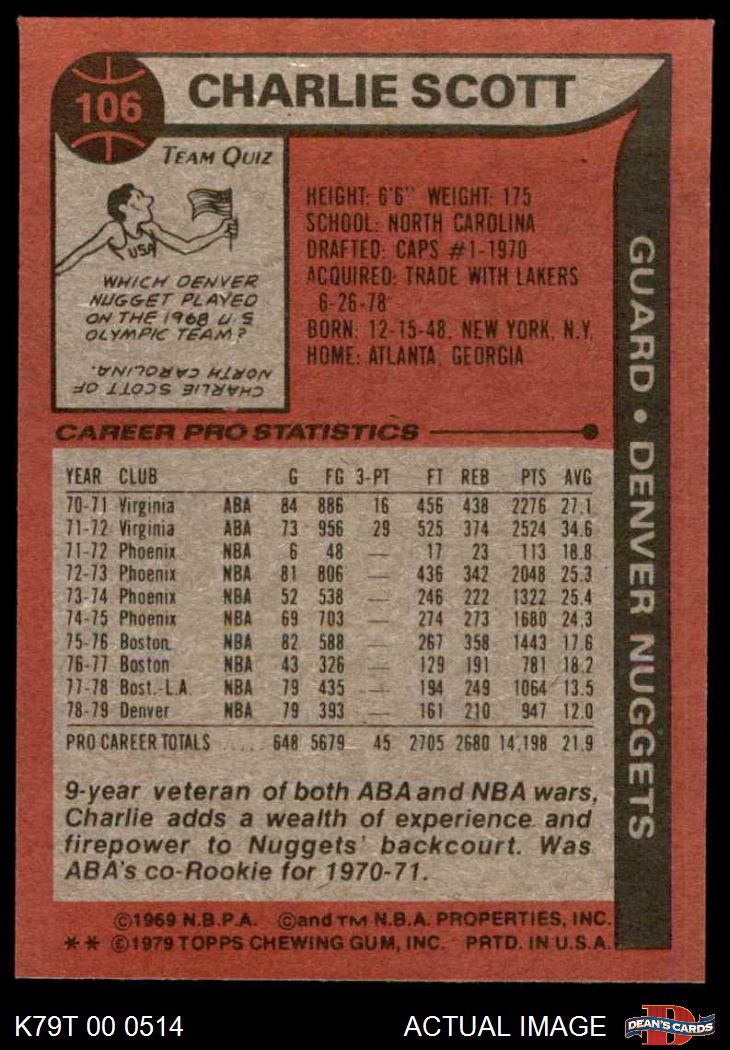 106
CHARLIE SCOTT
TEAM QUIZ
USA
WHICH DENVER
NUGGET PLAYED
ON THE 1968 U S
OLYMPIC TEAM?
CHARLIE SCOTT OF
NORTH CAROLINA.
HEIGHT: 6'6" WEIGHT: 175
SCHOOL: NORTH CAROLINA
DRAFTED: CAPS #1-1970
ACQUIRED: TRADE WITH LAKERS
6-26-78
BORN: 12-15-48, NEW YORK, N.Y.
HOME: ATLANTA, GEORGIA
GUARD • DENVER NUGGETS
CAREER PRO STATISTICS
YEAR CLUB G FG 3-PT FT REB PTS AVG
70-71 Virginia ABA 84 886 16 456 438 2276 27.1
71-72 Virginia ABA 73 956 29 525 374 2524 34.6
71-72 Phoenix NBA 6 48 — 17 23 113 18.8
72-73 Phoenix NBA 81 806 — 436 342 2048 25.3
73-74 Phoenix NBA 52 538 — 246 222 1322 25.4
74-75 Phoenix NBA 69 703 — 274 273 1680 24.3
75-76 Boston NBA 82 588 — 267 358 1443 17.6
76-77 Boston NBA 43 326 — 129 191 781 18.2
77-78 Bost.-L.A. NBA 79 435 — 194 249 1064 13.5
78-79 Denver NBA 79 393 — 161 210 947 12.0
PRO CAREER TOTALS ..... 648 5679 45 2705 2680 14,198 21.9
9-year veteran of both ABA and NBA wars,
Charlie adds a wealth of experience and
firepower to Nuggets' backcourt. Was
ABA's co-Rookie for 1970-71.
©1969 N.B.P.A. ©and TM N.B.A. PROPERTIES, INC.
** ©1979 TOPPS CHEWING GUM, INC. PRTD. IN U.S.A.
K79T 00 0514
ACTUAL IMAGE
D
DEAN'S CARDS